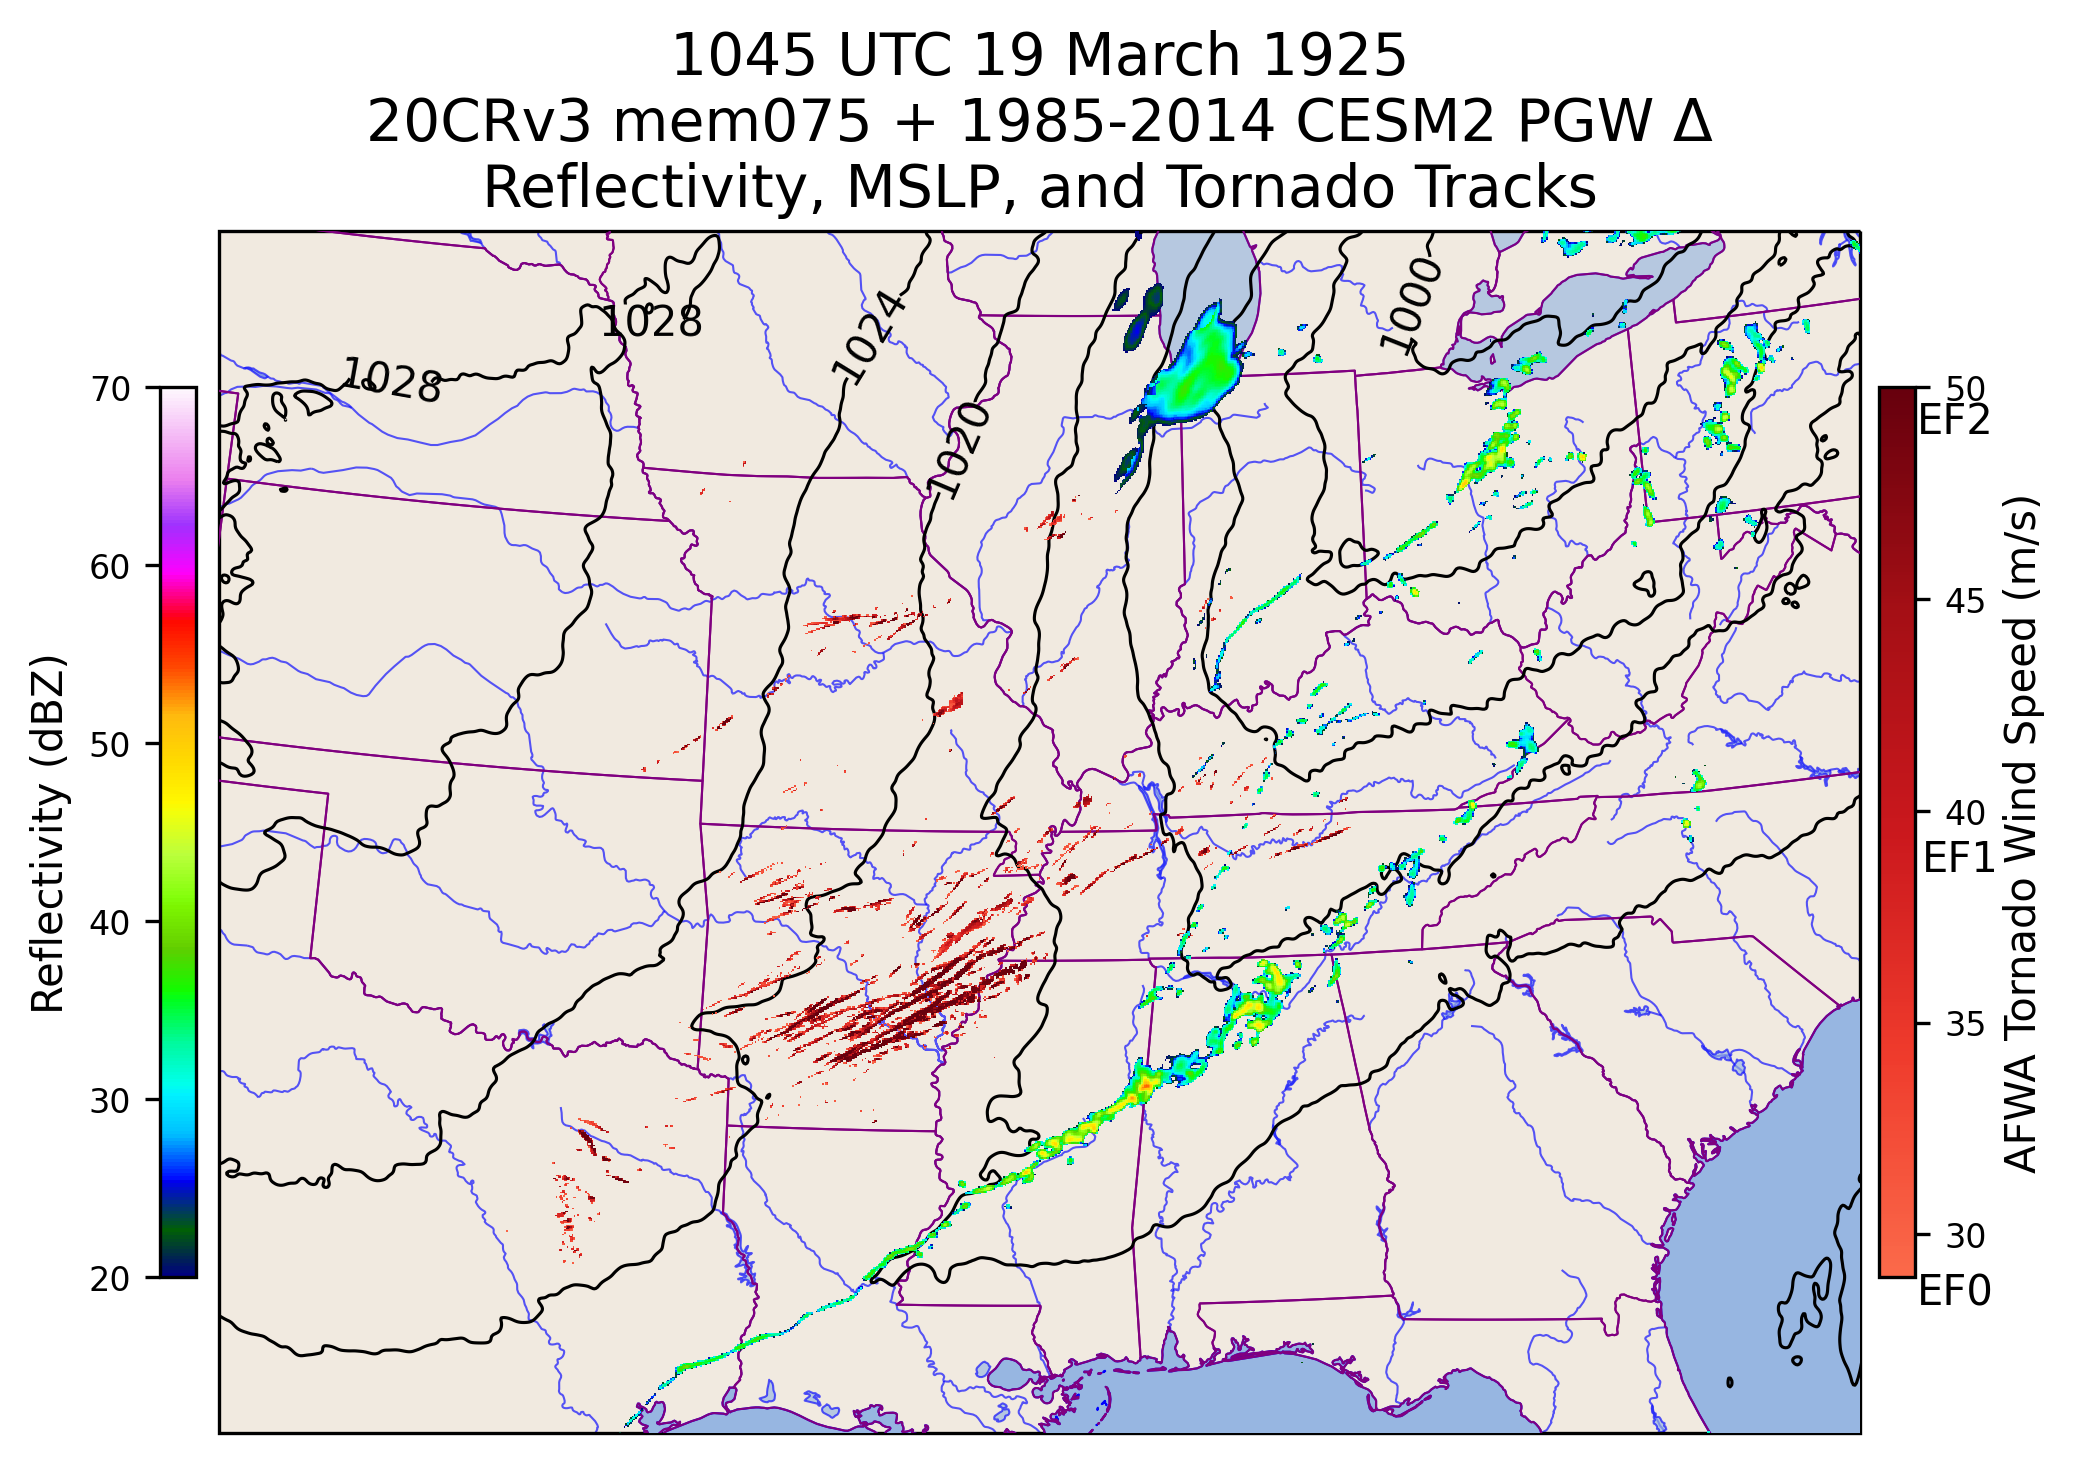 1045 UTC 19 March 1925
20CRv3 mem075 + 1985-2014 CESM2 PGW Δ
Reflectivity, MSLP, and Tornado Tracks
1028
1028
1024
1020
1000
70
60
50
40
30
20
Reflectivity (dBZ)
50
EF2
45
40
EF1
35
30
EF0
AFWA Tornado Wind Speed (m/s)